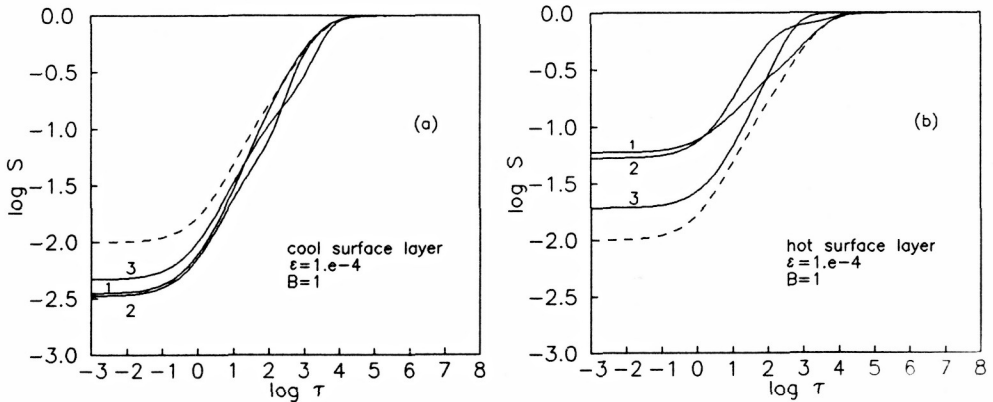 0.0
-0.5
-1.0
-1.5
-2.0
-2.5
-3.0
log S
(a)
3
1
2
cool surface layer
ε=1.e-4
B=1
-3 -2 -1 0 1 2 3 4 5 6 7 8
log τ
0.0
-0.5
-1.0
-1.5
-2.0
-2.5
-3.0
log S
(b)
1
2
3
hot surface layer
ε=1.e-4
B=1
-3 -2 -1 0 1 2 3 4 5 6 7 8
log τ